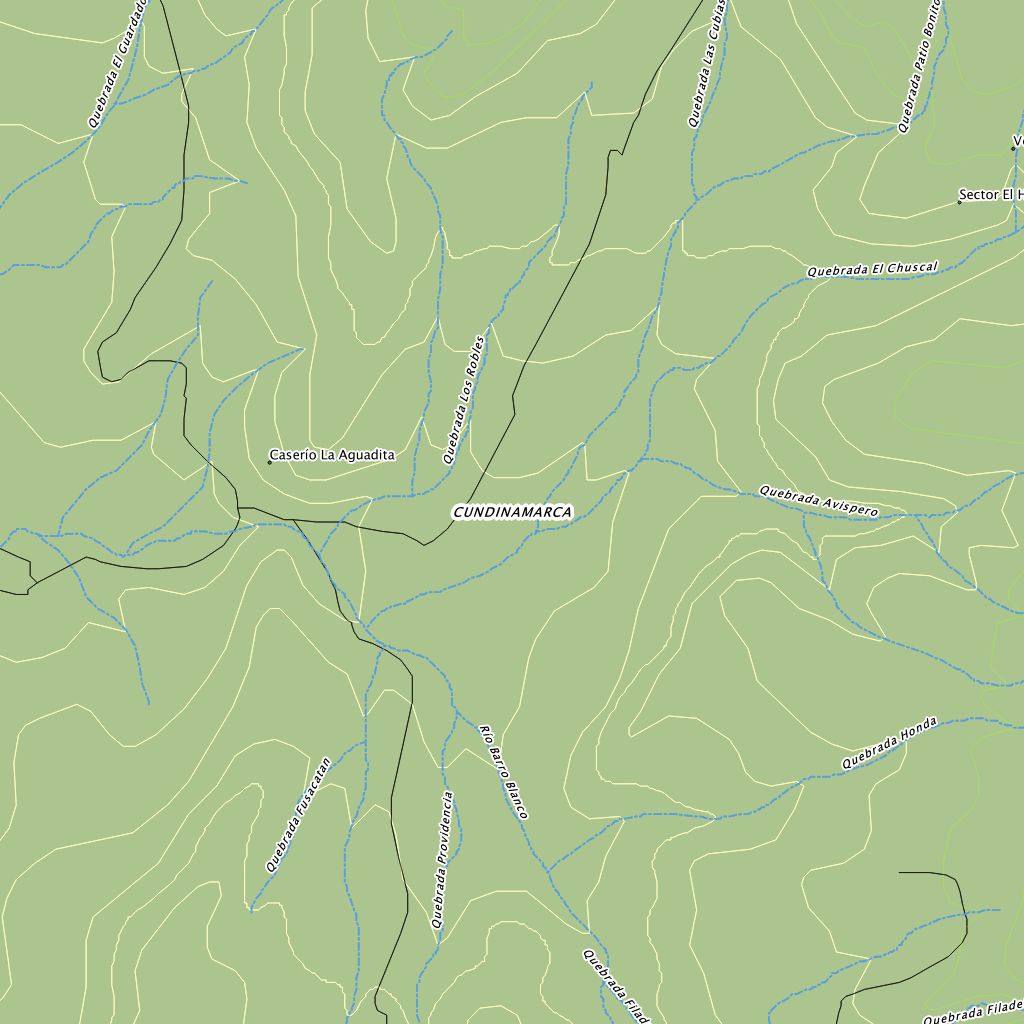 Quebrada El Guardado
Quebrada Las Cubias
Quebrada Patio Bonito
Sector El H
Quebrada El Chuscal
Quebrada Los Robles
Caserío La Aguadita
Quebrada Avispero
CUNDINAMARCA
Quebrada Honda
Río Barro Blanco
Quebrada Fusacatan
Quebrada Providencia
Quebrada Filad
Quebrada Filade